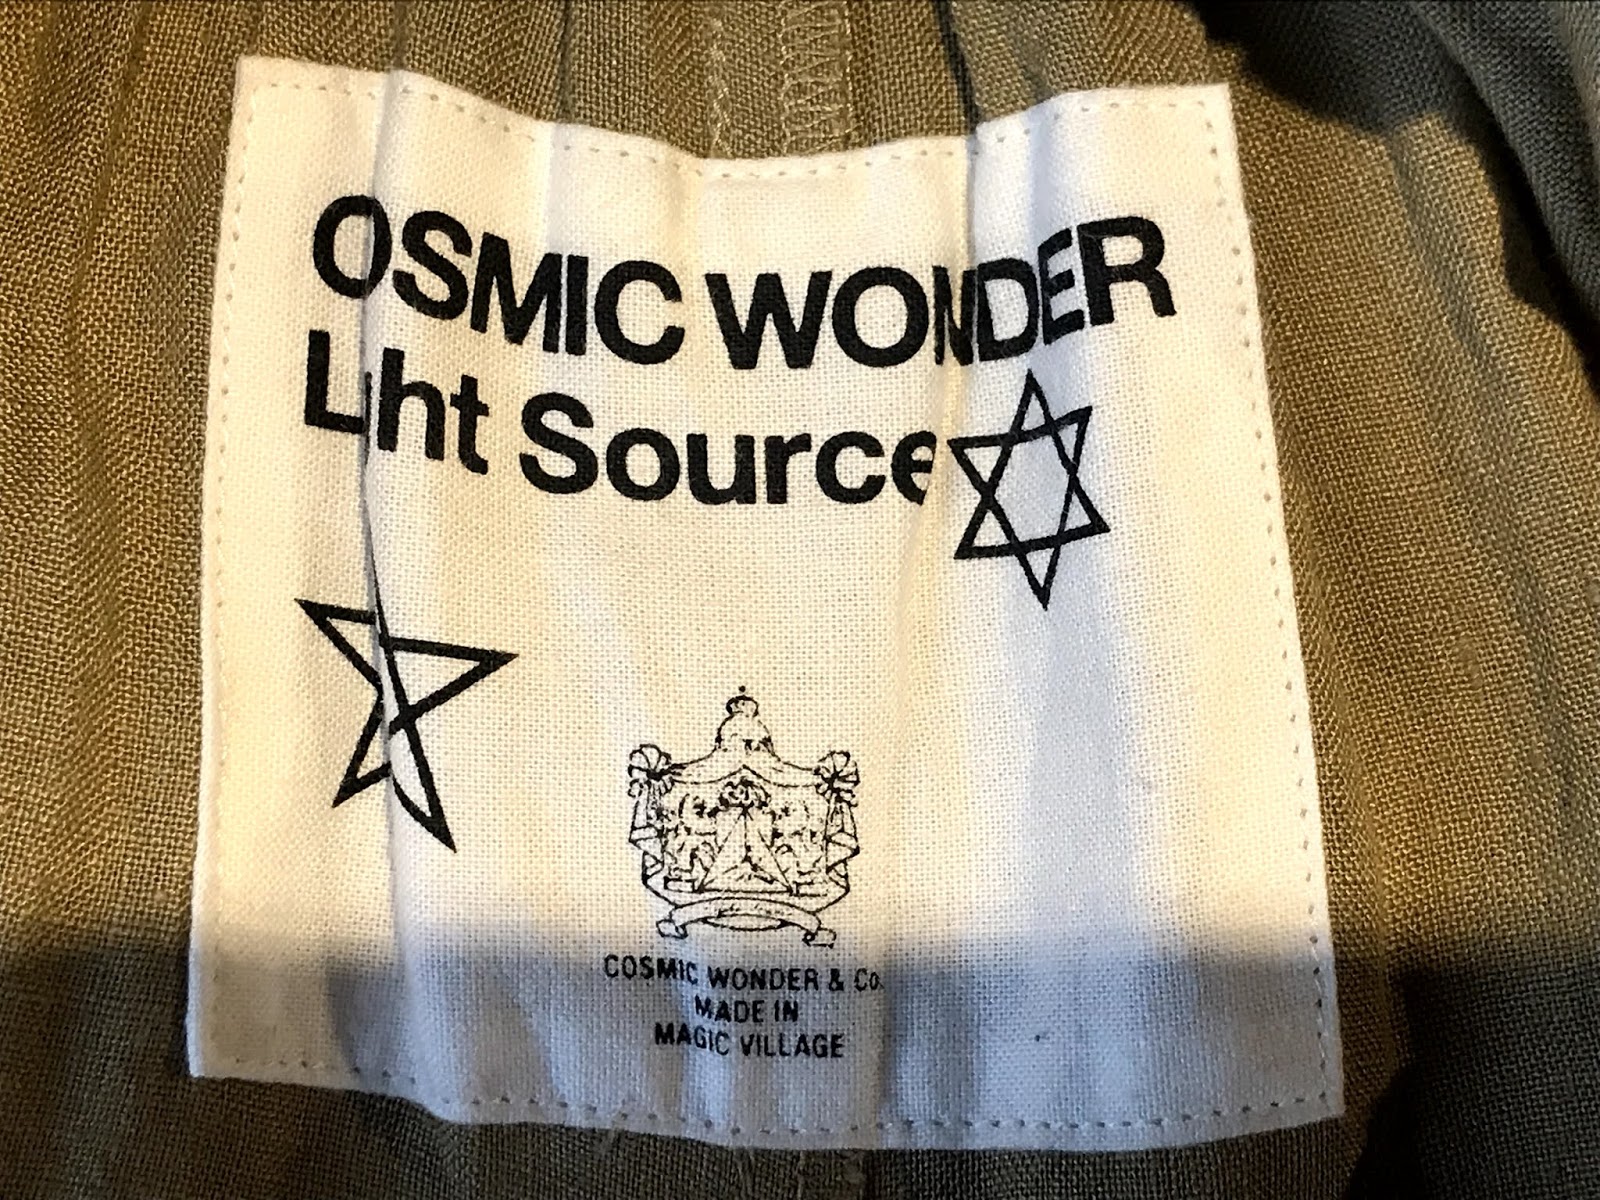 OSMIC WONDER
Lht Source
COSMIC WONDER & Co.
MADE IN
MAGIC VILLAGE